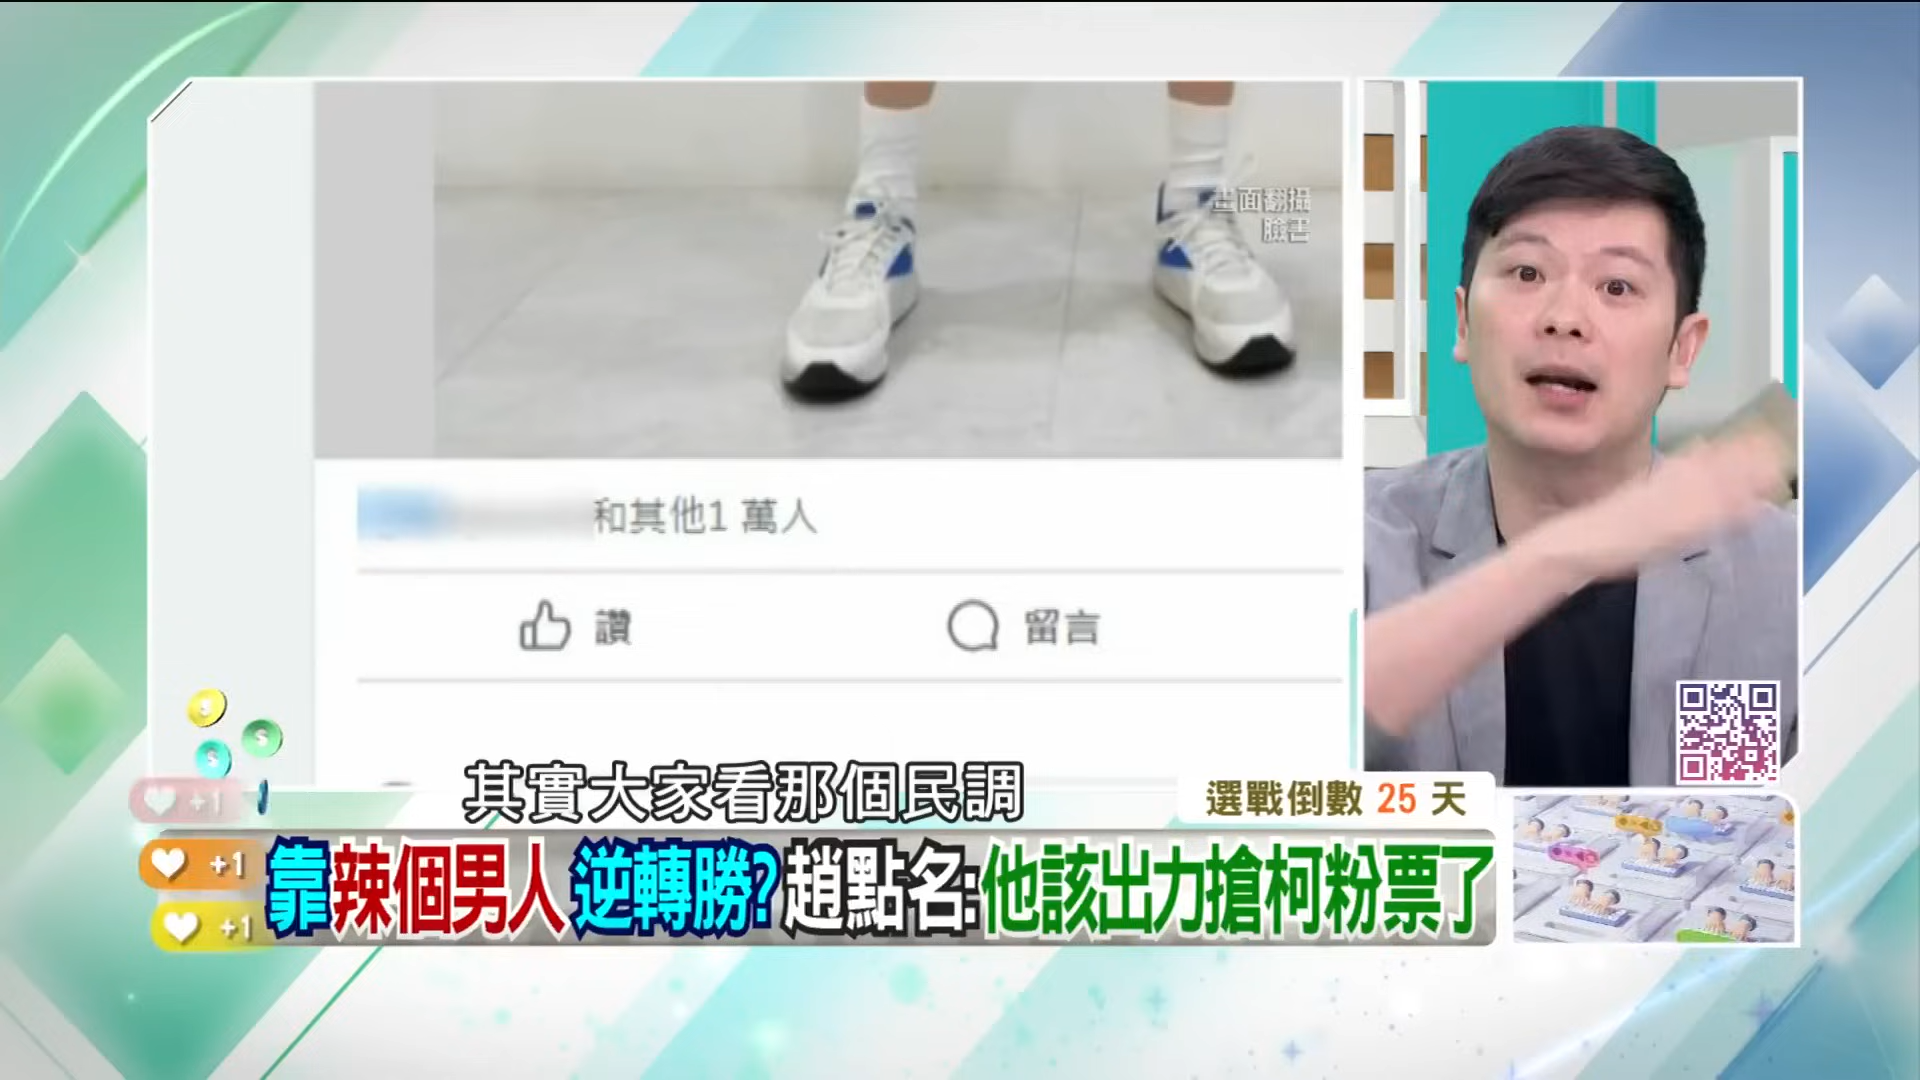 畫面翻攝
臉書
和其他1 萬人
讚
留言
其實大家看那個民調
選戰倒數 25 天
+1
+1
+1
靠辣個男人逆轉勝?趙點名:他該出力搶柯粉票了